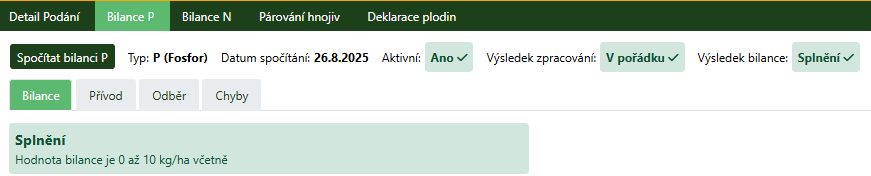 Detail Podání Bilance P Bilance N Párování hnojiv Deklarace plodin
Spočítat bilanci P Typ: P (Fosfor) Datum spočítání: 26.8.2025 Aktivní: Ano Výsledek zpracování: V pořádku Výsledek bilance: Splnění
Bilance Přívod Odběr Chyby
Splnění
Hodnota bilance je 0 až 10 kg/ha včetně